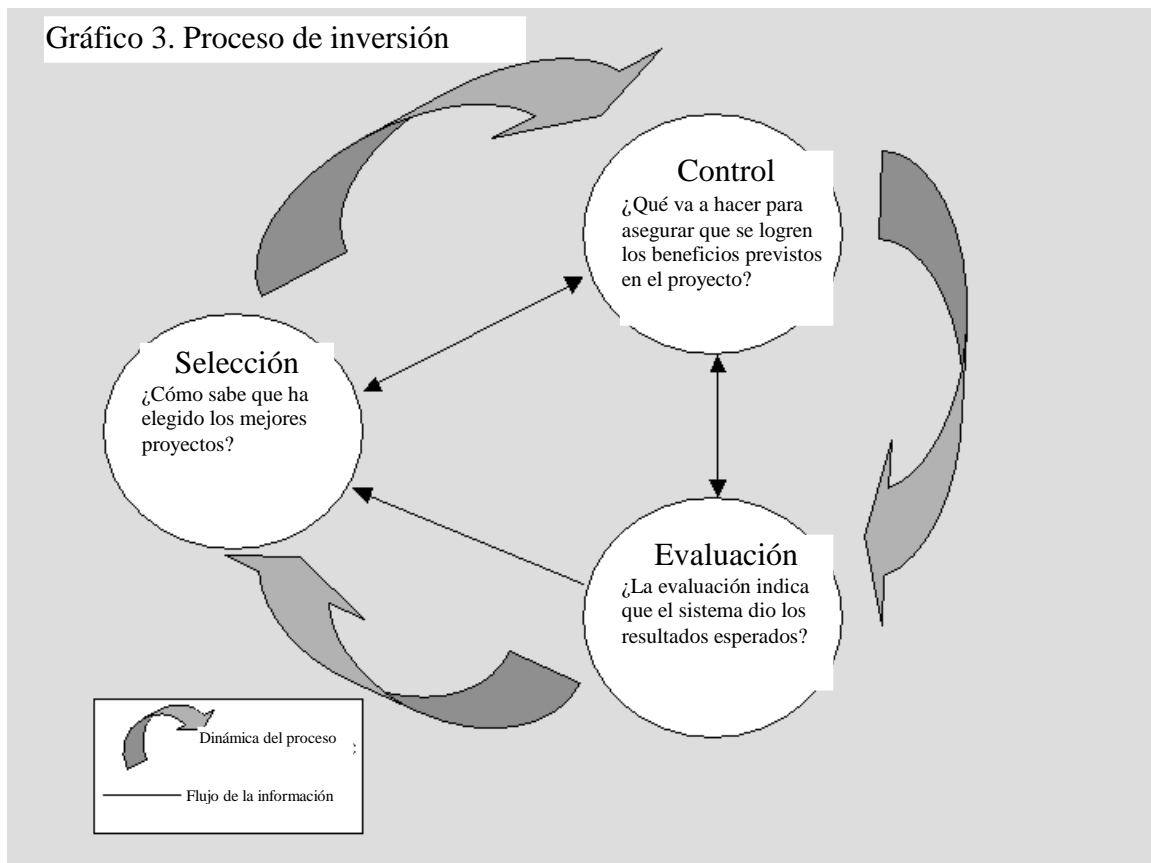 Gráfico 3. Proceso de inversión
Control
¿Qué va a hacer para
asegurar que se logren
los beneficios previstos
en el proyecto?
Selección
¿Cómo sabe que ha
elegido los mejores
proyectos?
Evaluación
¿La evaluación indica
que el sistema dio los
resultados esperados?
Dinámica del proceso
Flujo de la información